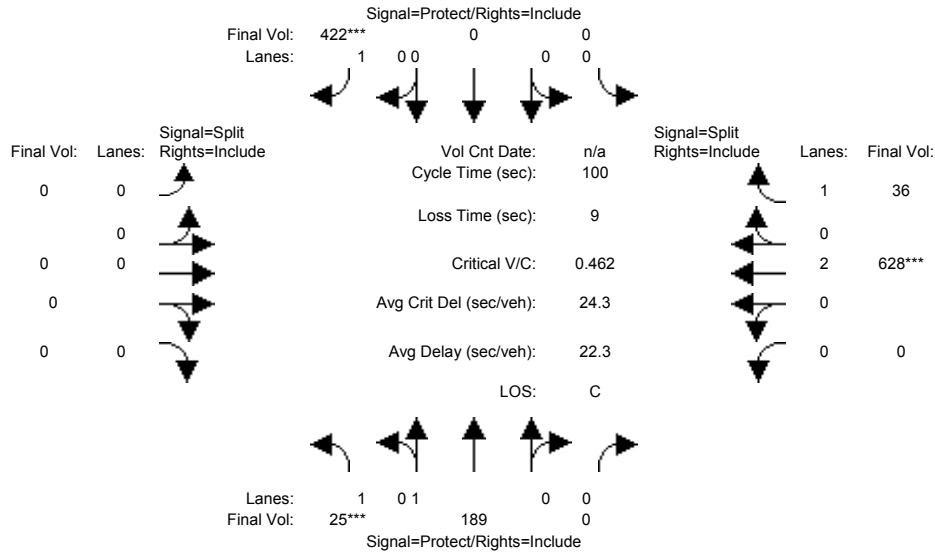 Signal=Protect/Rights=Include
Final Vol: 422*** 0 0
Lanes: 1 0 0 0 0
Signal=Split Signal=Split
Final Vol: Lanes: Rights=Include Vol Cnt Date: n/a Rights=Include Lanes: Final Vol:
Cycle Time (sec): 100
0 0 1 36
Loss Time (sec): 9
0 0
0 0 Critical V/C: 0.462 2 628***
0 Avg Crit Del (sec/veh): 24.3 0
0 0 Avg Delay (sec/veh): 22.3 0 0
LOS: C
Lanes: 1 0 1 0 0
Final Vol: 25*** 189 0
Signal=Protect/Rights=Include